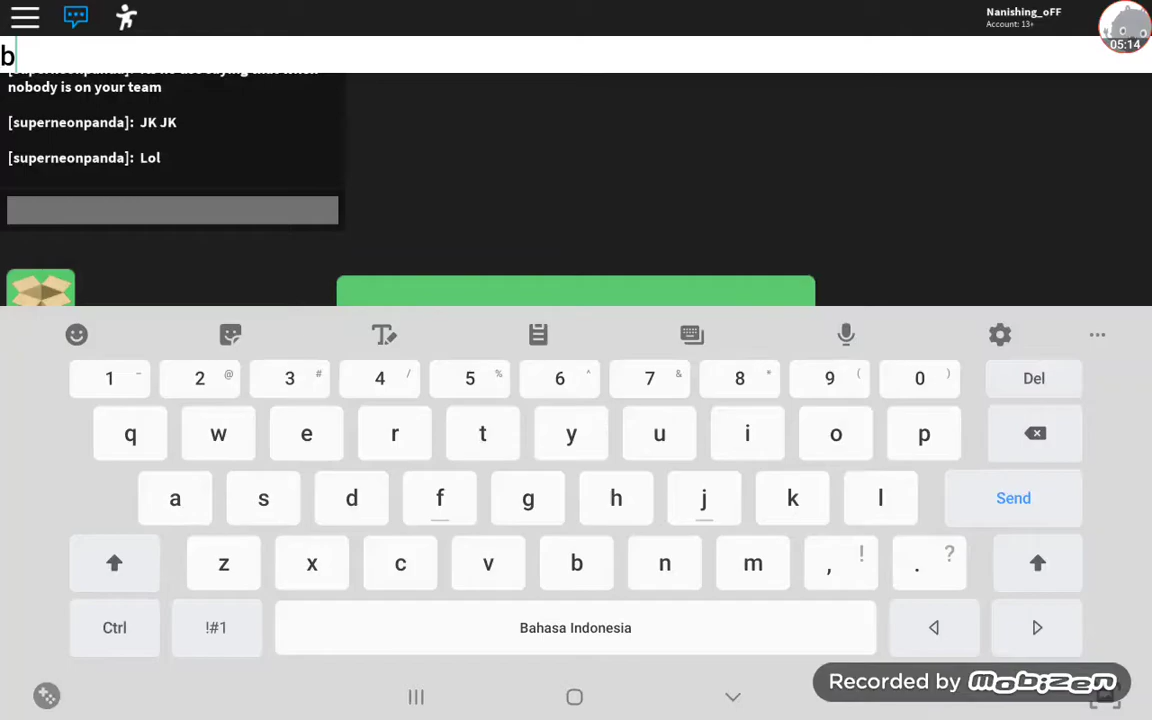 Nanishing_oFF
Account: 13+
05:14
b
nobody is on your team
[superneonpanda]: JK JK
[superneonpanda]: Lol
1 - 2 @ 3 # 4 / 5 % 6 ^ 7 & 8 * 9 ( 0 ) Del
q w e r t y u i o p
a s d f g h j k l Send
z x c v b n m , ! . ?
Ctrl !#1 Bahasa Indonesia
Recorded by mobizen